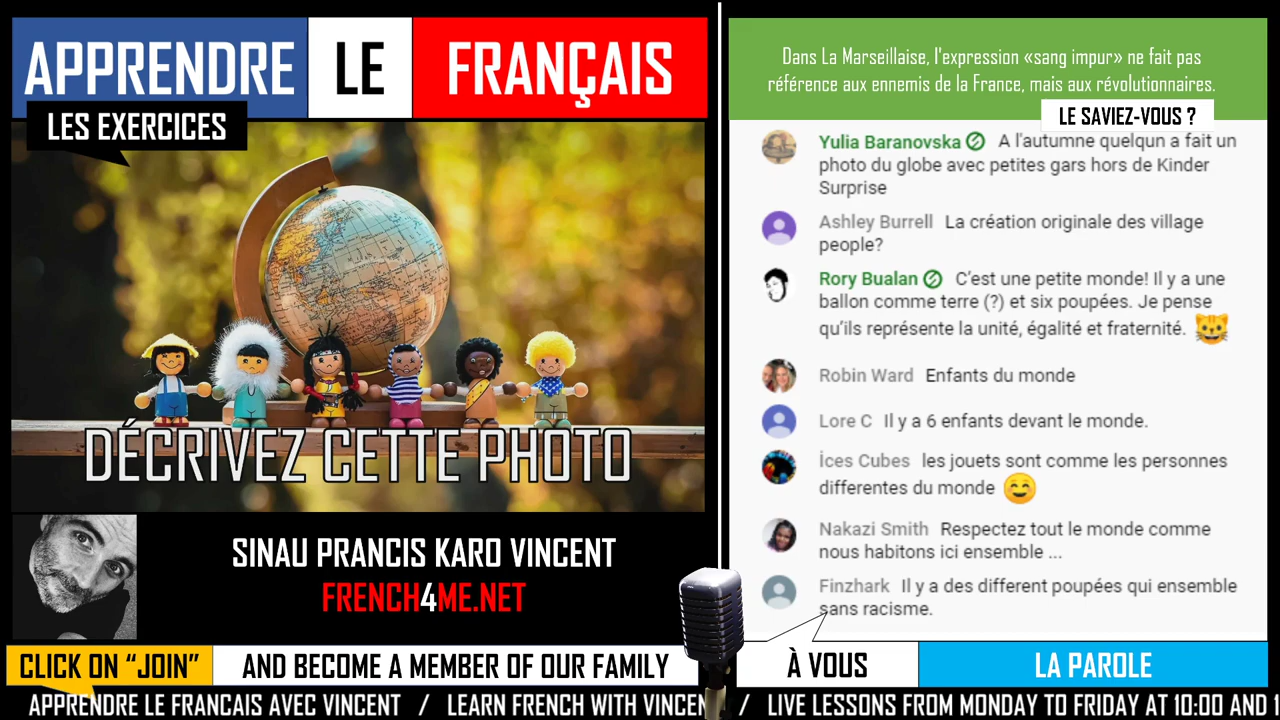 APPRENDRE LE FRANÇAIS
LES EXERCICES
DÉCRIVEZ CETTE PHOTO
SINAU PRANCIS KARO VINCENT
FRENCH4ME.NET
CLICK ON “JOIN” AND BECOME A MEMBER OF OUR FAMILY
Dans La Marseillaise, l'expression «sang impur» ne fait pas
référence aux ennemis de la France, mais aux révolutionnaires.
LE SAVIEZ-VOUS ?
Yulia Baranovska A l'autumne quelqun a fait un
photo du globe avec petites gars hors de Kinder
Surprise
Ashley Burrell La création originale des village
people?
Rory Bualan C'est une petite monde! Il y a une
ballon comme terre (?) et six poupées. Je pense
qu'ils représente la unité, égalité et fraternité.
Robin Ward Enfants du monde
Lore C Il y a 6 enfants devant le monde.
İces Cubes les jouets sont comme les personnes
differentes du monde
Nakazi Smith Respectez tout le monde comme
nous habitons ici ensemble ...
Finzhark Il y a des different poupées qui ensemble
sans racisme.
À VOUS LA PAROLE
APPRENDRE LE FRANCAIS AVEC VINCENT / LEARN FRENCH WITH / LIVE LESSONS FROM MONDAY TO FRIDAY AT 10:00 AND